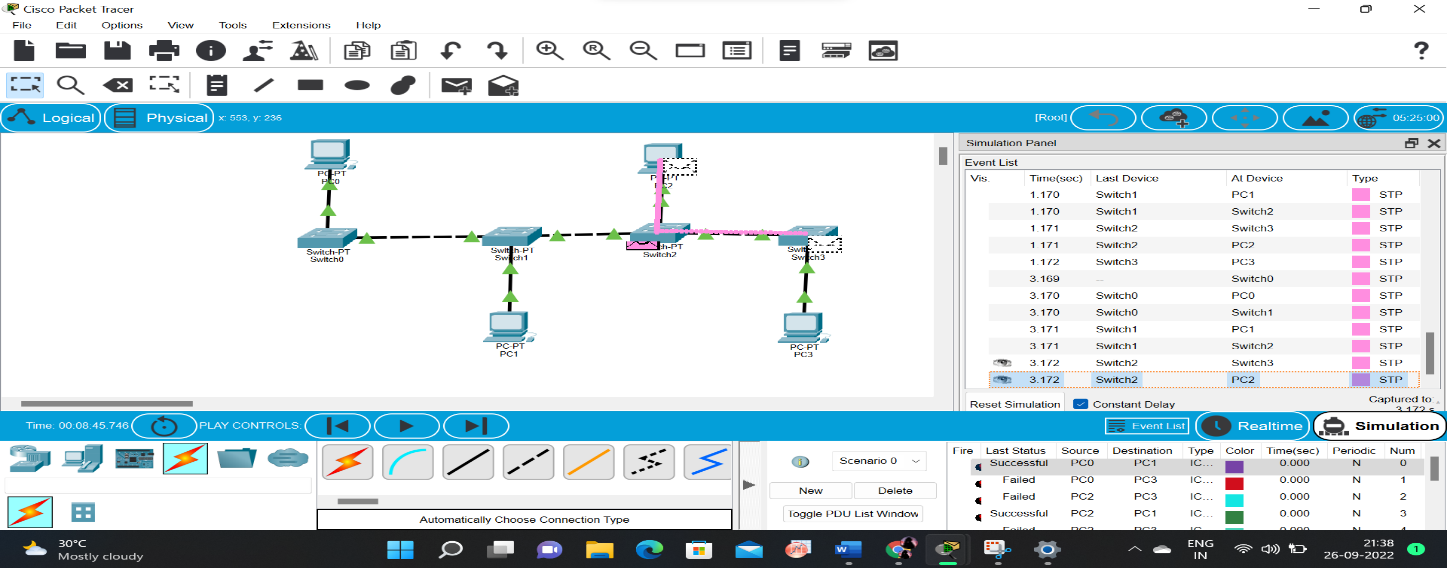 Cisco Packet Tracer
File Edit Options View Tools Extensions Help
Logical Physical x: 553, y: 236 [Root] 05:25:00
Simulation Panel
Event List
Vis. Time(sec) Last Device At Device Type
1.170 Switch1 PC1 STP
1.170 Switch1 Switch2 STP
1.171 Switch2 Switch3 STP
1.171 Switch2 PC2 STP
1.172 Switch3 PC3 STP
3.169 -- Switch0 STP
3.170 Switch0 PC0 STP
3.170 Switch0 Switch1 STP
3.171 Switch1 PC1 STP
3.171 Switch1 Switch2 STP
3.172 Switch2 Switch3 STP
3.172 Switch2 PC2 STP
Reset Simulation Constant Delay Captured to:
3.172 s
PC-PT
PC0
Switch-PT
Switch0
Switch-PT
Switch1
Switch2
Switch3
PC-PT
PC1
PC-PT
PC3
Time: 00:08:45.746 PLAY CONTROLS: Event List Realtime Simulation
Automatically Choose Connection Type
Scenario 0
New Delete
Toggle PDU List Window
Fire Last Status Source Destination Type Color Time(sec) Periodic Num
Successful PC0 PC1 IC... 0.000 N 0
Failed PC0 PC3 IC... 0.000 N 1
Failed PC2 PC3 IC... 0.000 N 2
Successful PC2 PC1 IC... 0.000 N 3
30°C
Mostly cloudy
ENG
IN
21:38
26-09-2022
1